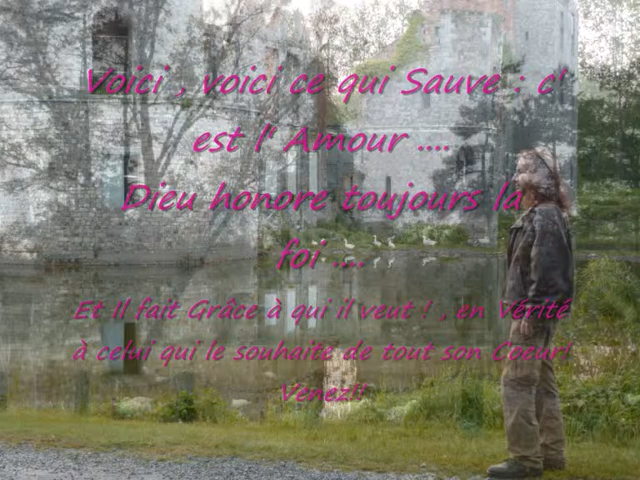 Voici , voici ce qui Sauve : c'
est l' Amour ....
Dieu honore toujours la
foi ....
Et Il fait Grâce à qui il veut ! , en Vérité
à celui qui le souhaite de tout son Coeur!
Venez!!